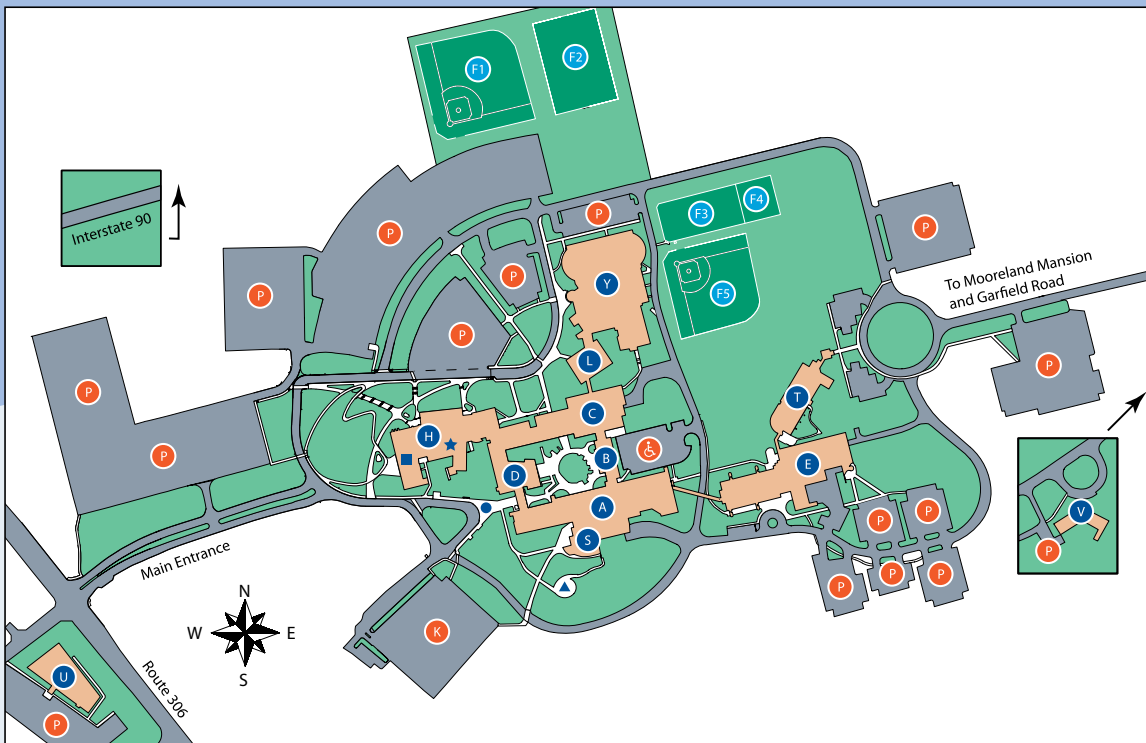 F1
F2
Interstate 90
P
F3
F4
P
P
P
Y
To Mooreland Mansion
and Garfield Road
P
P
F5
P
L
P
P
T
C
H
P
B
E
D
A
P
P
V
S
P
Main Entrance
P
P
P
N
W
E
S
K
Route 306
U
P